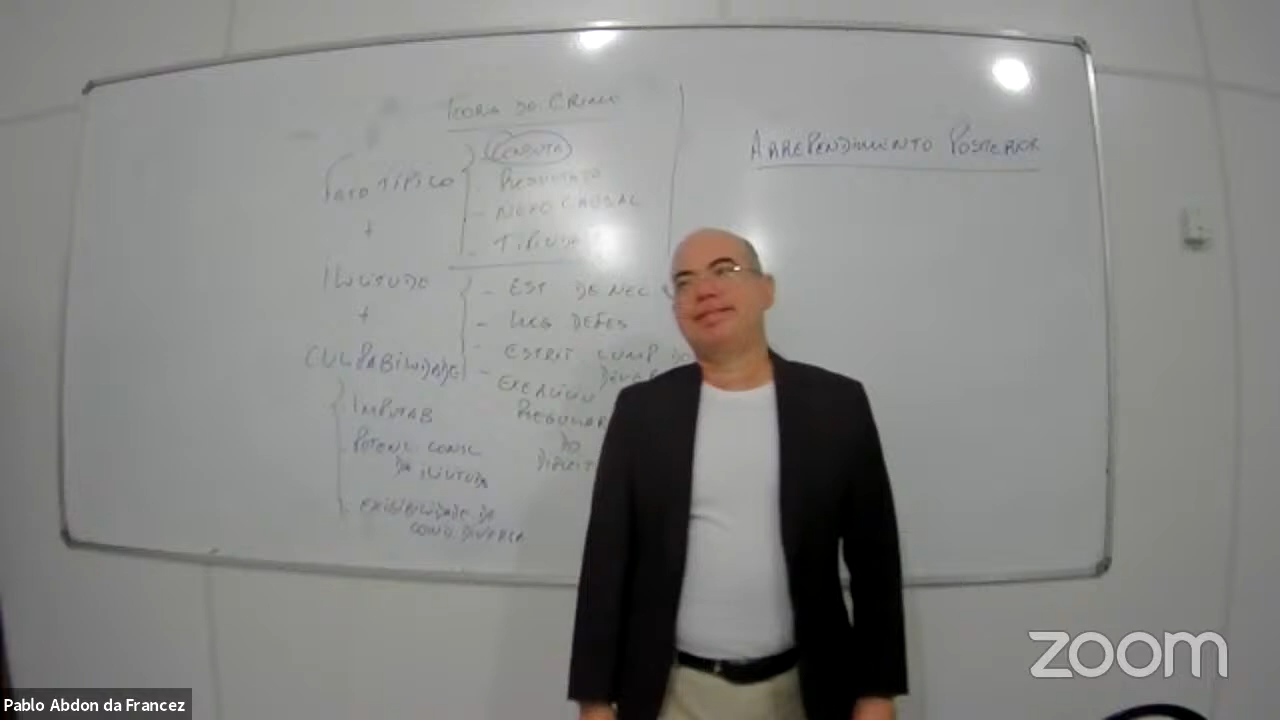 TEORIA DO CRIME
FATO TÍPICO
CONDUTA
- RESULTADO
- NEXO CAUSAL
- TIPICIDA
+
ILICITUDE
- EST DE NEC
- LEG DEFES
- ESTRIT CUMP DO
DEVER
- EXERCÍCIO
REGULAR
DO
DIREIT
+
CULPABILIDADE
IMPUTAB
POTENC CONSC
DA ILICITUDE
EXIGIBILIDADE DE
COND. DIVERSA
ARREPENDIMENTO POSTERIOR
zoom
Pablo Abdon da Francez